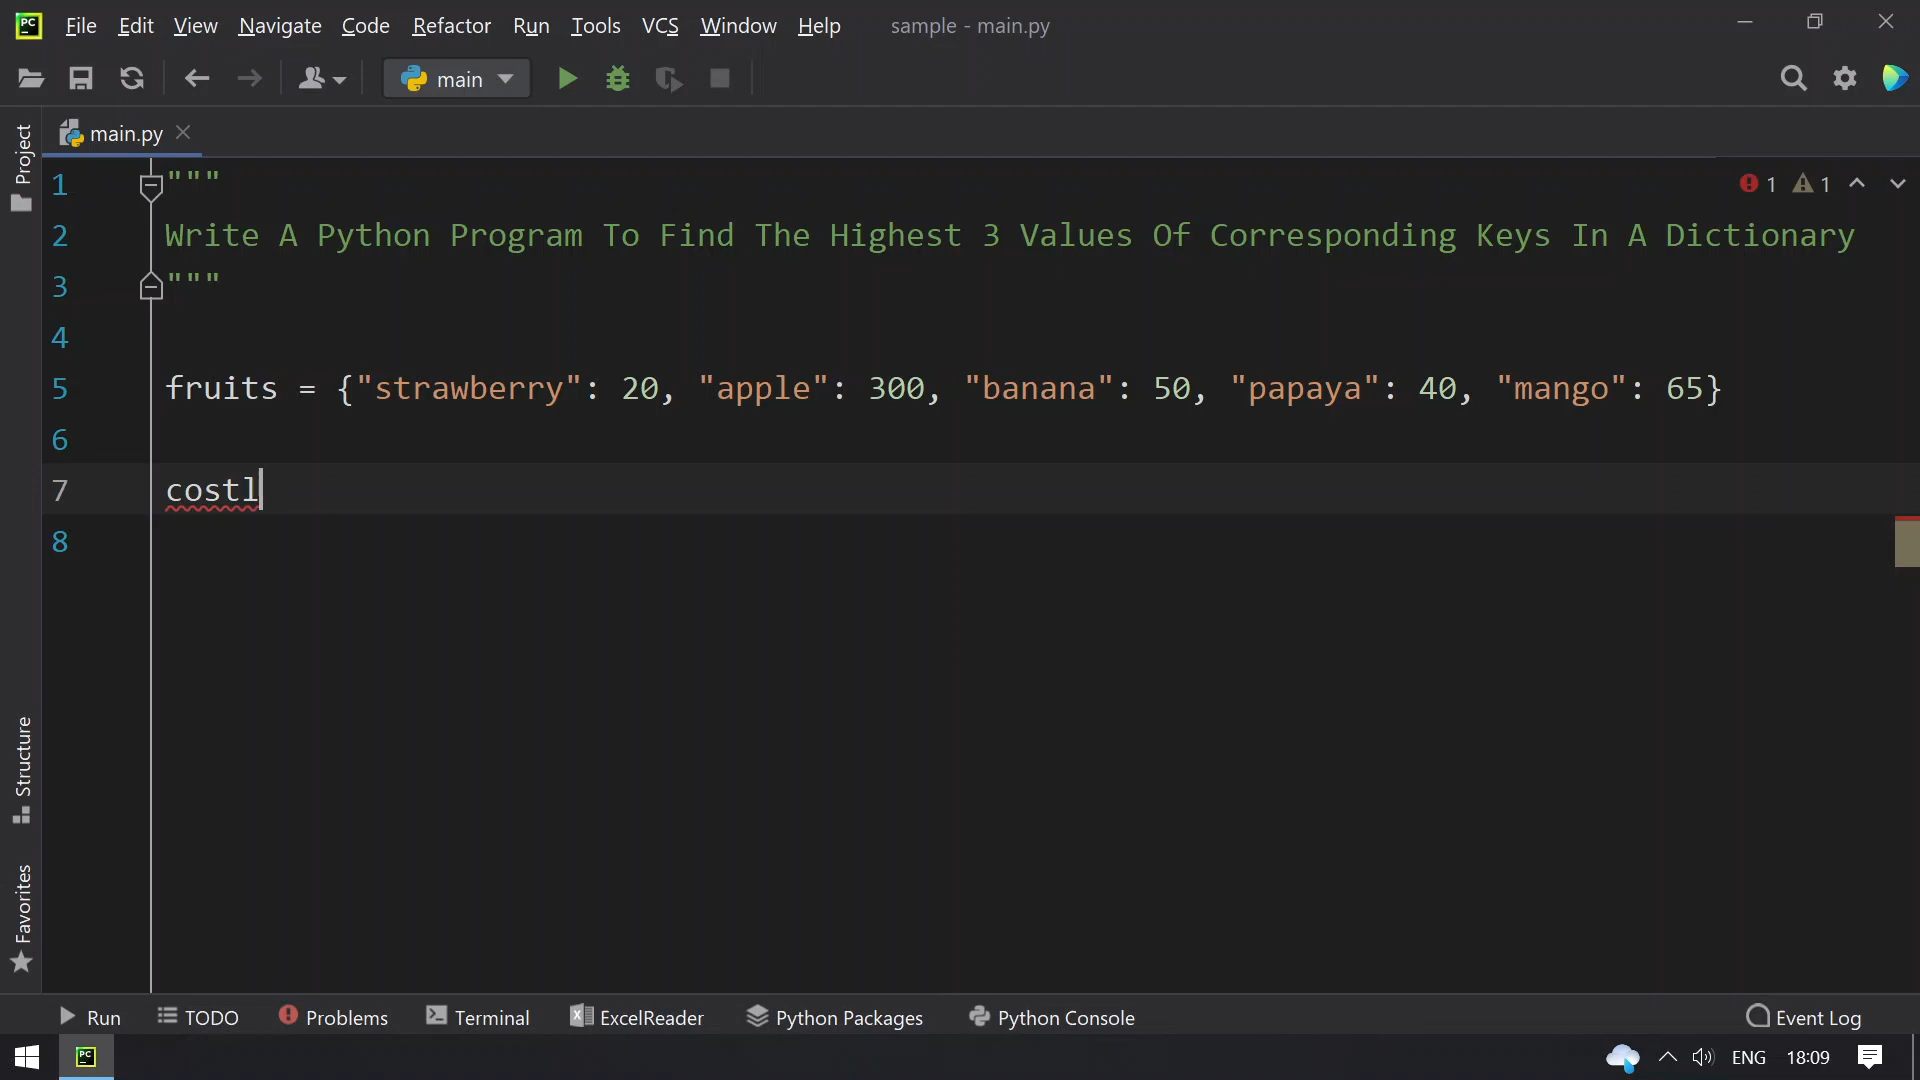 PC File Edit View Navigate Code Refactor Run Tools VCS Window Help sample - main.py
main
main.py
Project
1 """ 1 1
2 Write A Python Program To Find The Highest 3 Values Of Corresponding Keys In A Dictionary
3 """
4
5 fruits = {"strawberry": 20, "apple": 300, "banana": 50, "papaya": 40, "mango": 65}
6
7 costl
8
Structure
Favorites
Run TODO Problems Terminal ExcelReader Python Packages Python Console Event Log
PC ENG 18:09